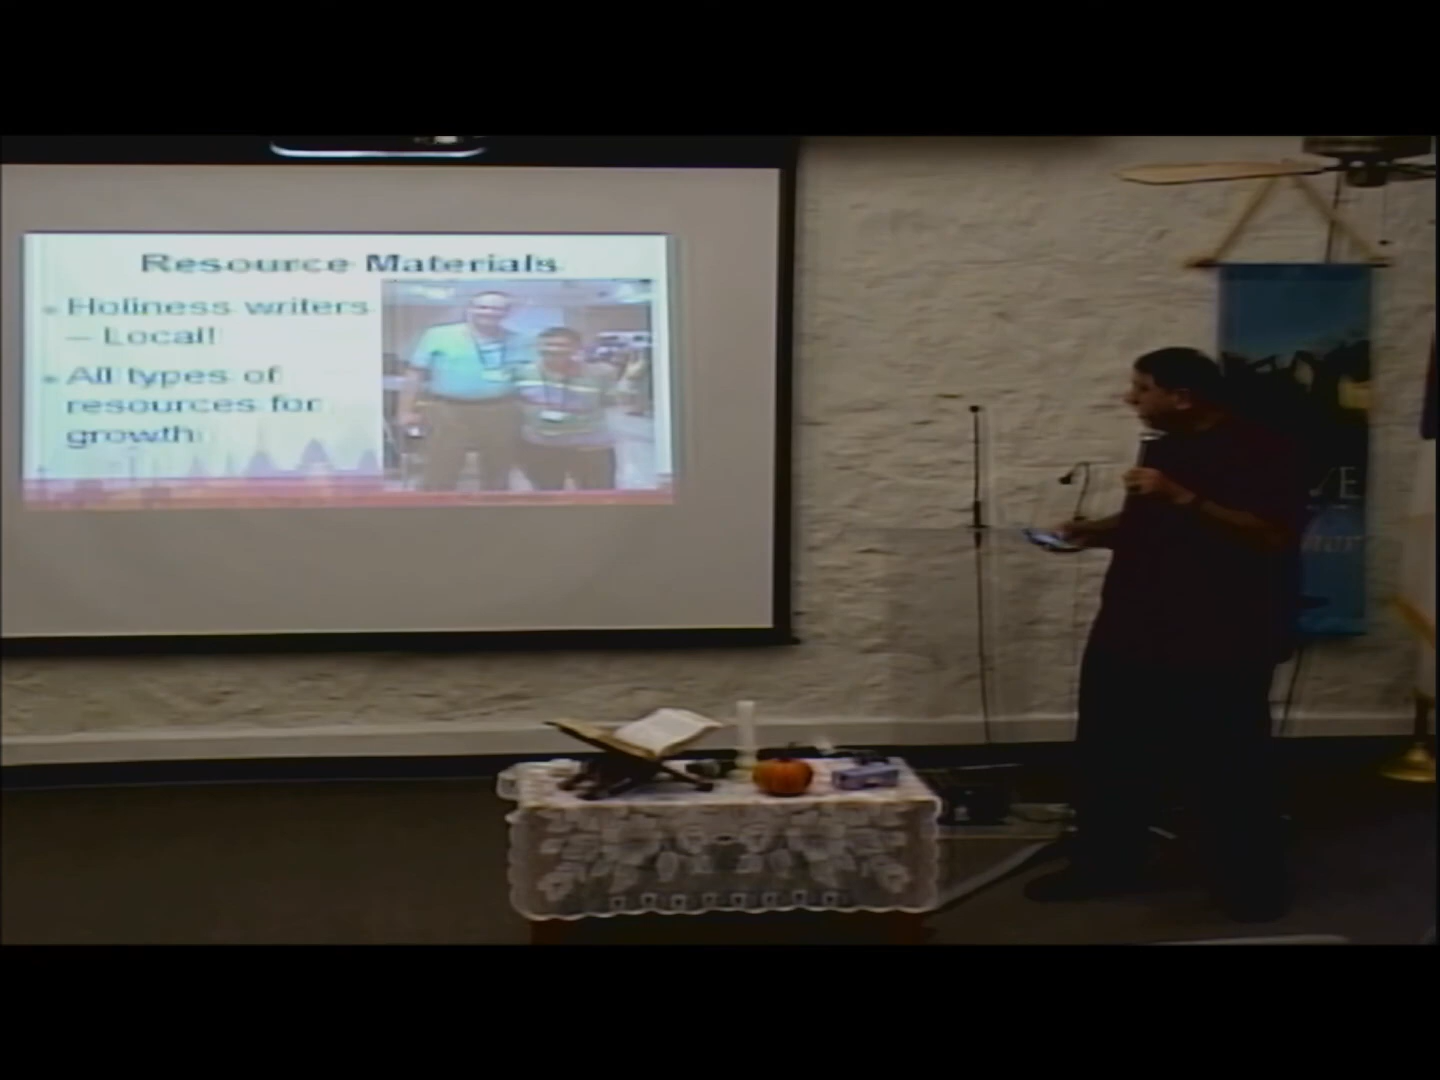 Resource Materials
• Holiness writers
– Local!
• All types of
resources for
growth